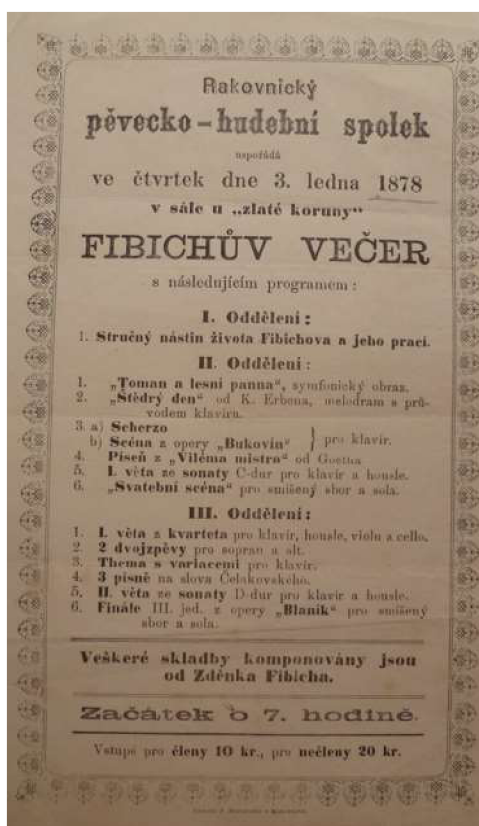 Rakovnický
pěvecko-hudební spolek
uspořádá
ve čtvrtek dne 3. ledna 1878
v sále u „zlaté koruny“
FIBICHŮV VEČER
s následujícím programem:
I. Oddělení:
1. Stručný nástin života Fibichova a jeho prací.
II. Oddělení:
1. „Toman a lesní panna“, symfonický obraz.
2. „Štědrý den“ od K. Erbena, melodram s prů-
vodem klavíru.
3. a) Scherzo
b) Scéna z opery „Bukovín“ } pro klavír.
4. Píseň z „Viléma mistra“ od Goetha
5. I. věta ze sonaty C-dur pro klavír a housle.
6. „Svatební scéna“ pro smíšený sbor a sola.
III. Oddělení:
1. I. věta z kvarteta pro klavír, housle, violu a cello.
2. 2 dvojzpěvy pro sopran a alt.
3. Thema s variacemi pro klavír.
4. 3 písně na slova Čelakovského.
5. II. věta ze sonaty D-dur pro klavír a housle.
6. Finále III. jed. z opery „Blaník“ pro smíšený
sbor a sola.
Veškeré skladby komponovány jsou
od Zdeňka Fibicha.
Začátek o 7. hodině.
Vstupé pro členy 10 kr., pro nečleny 20 kr.